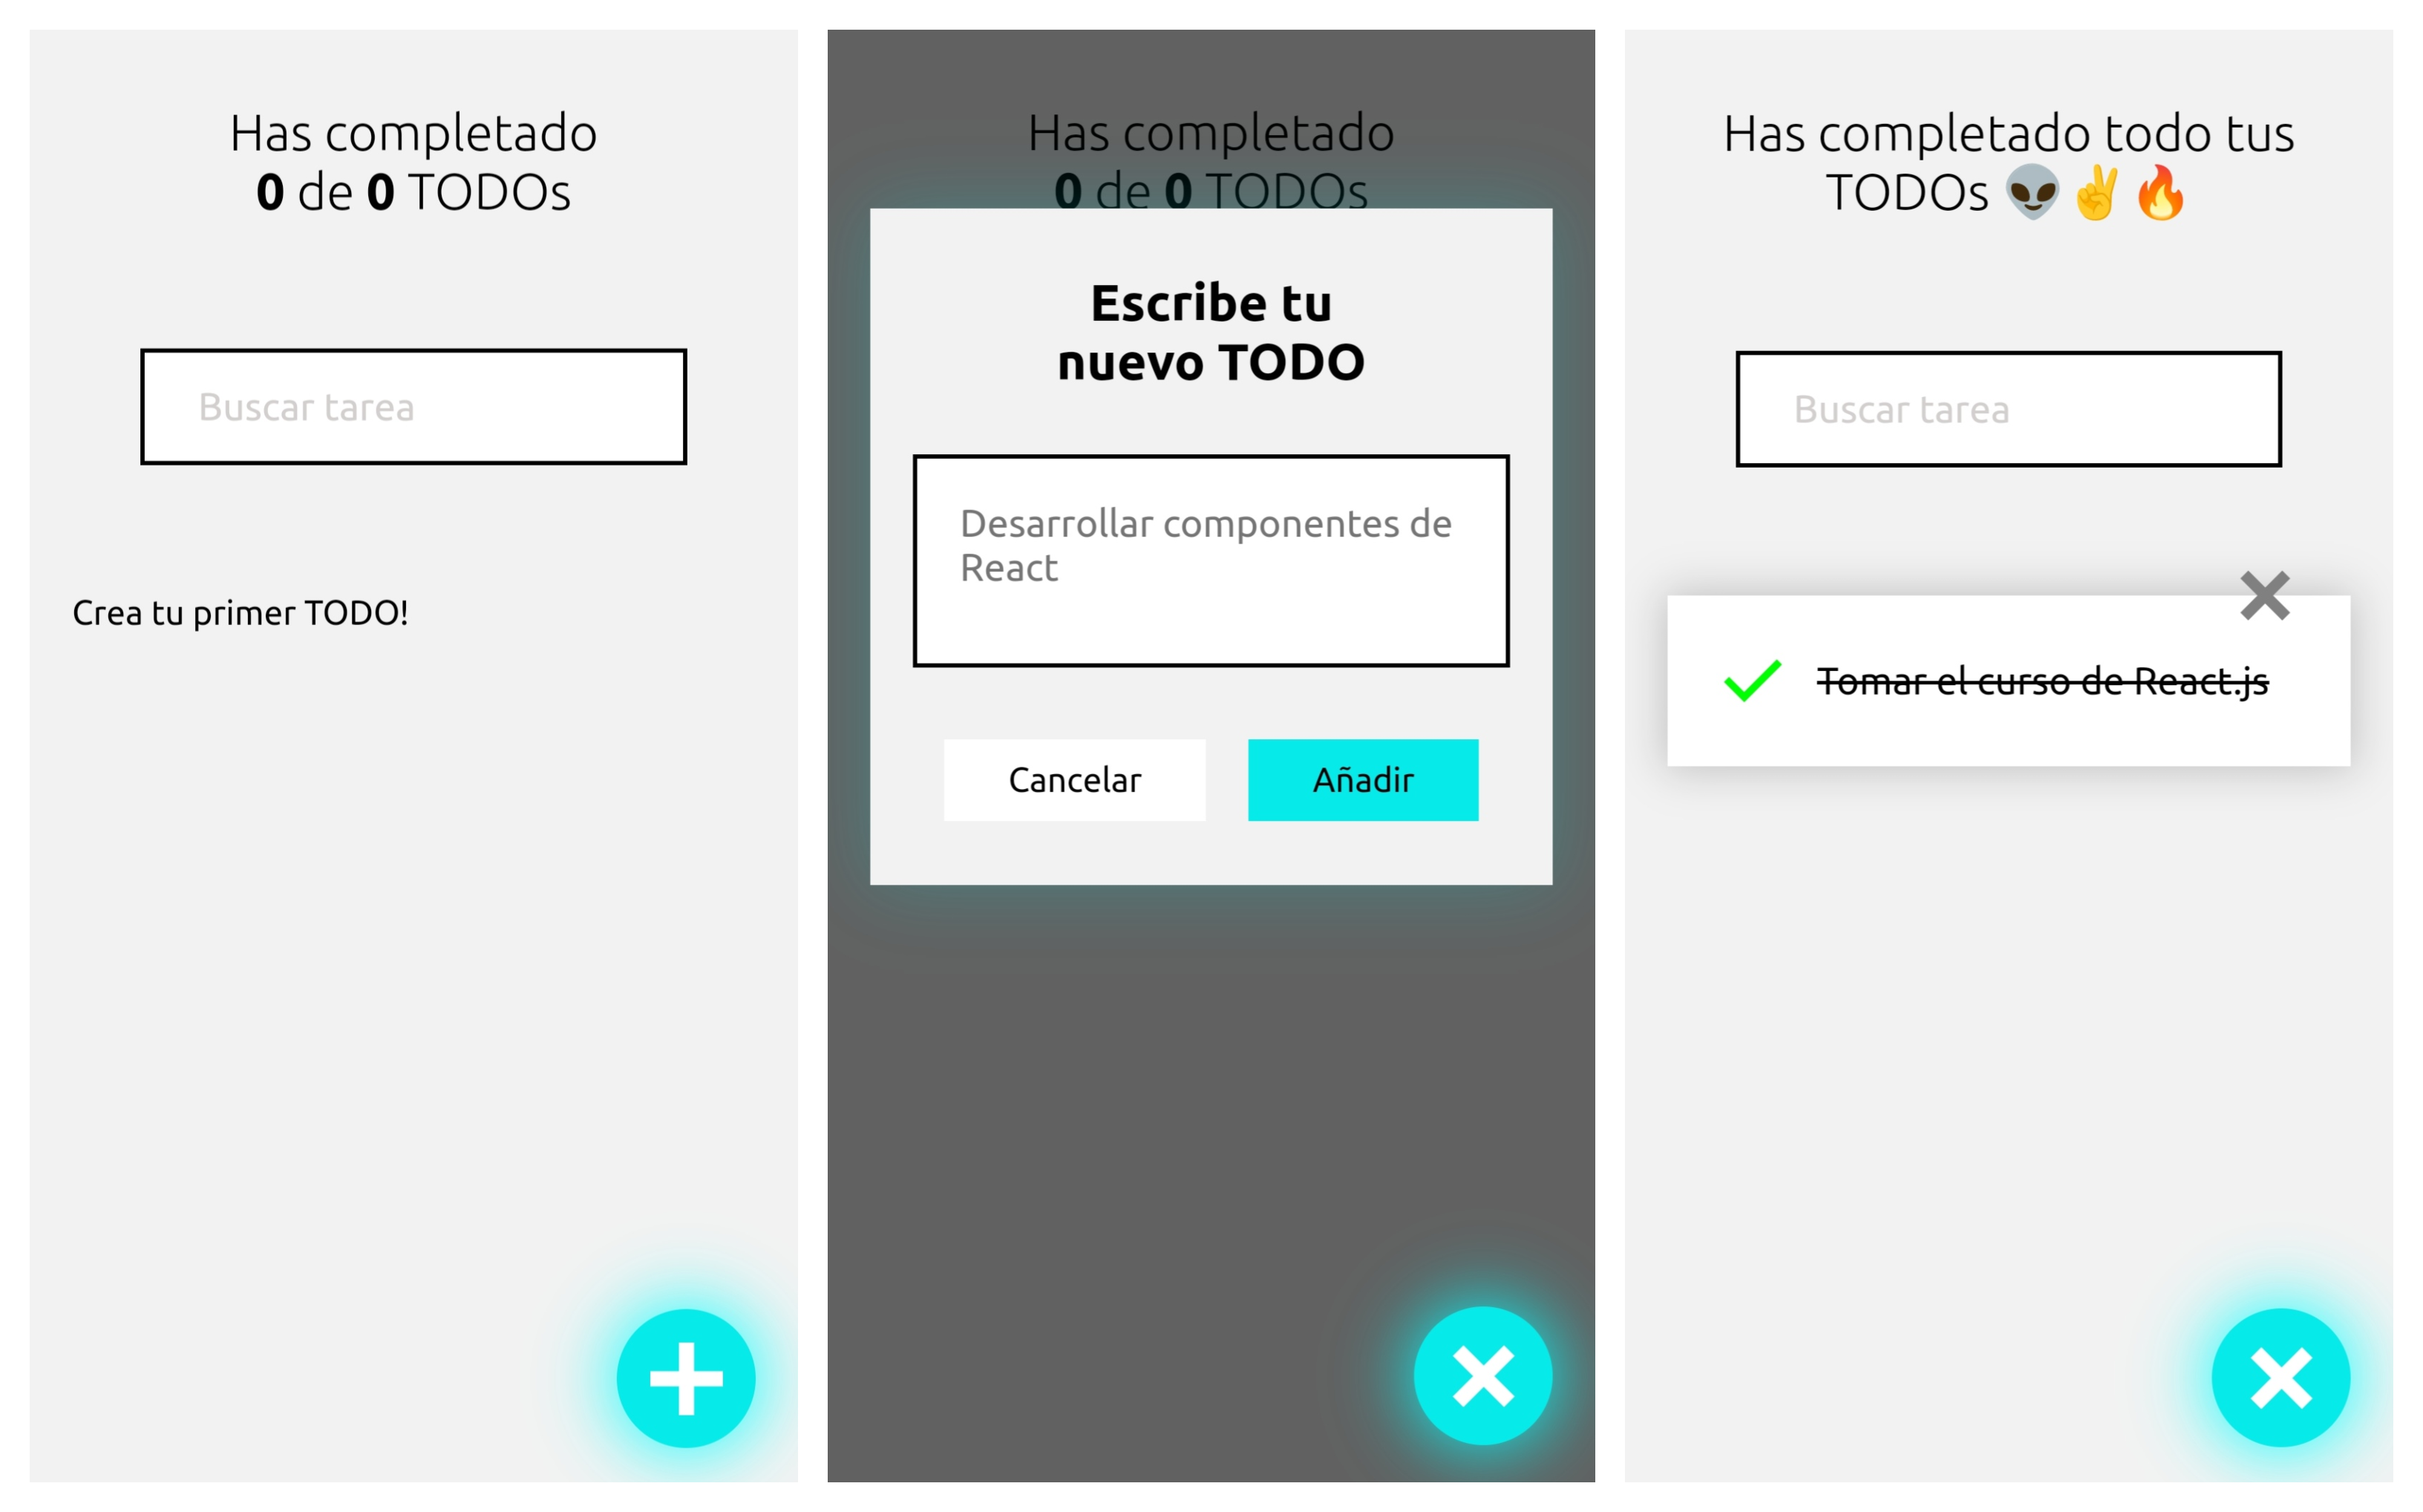 Has completado
0 de 0 TODOs
Buscar tarea
Crea tu primer TODO!
Has completado
0 de 0 TODOs
Escribe tu
nuevo TODO
Desarrollar componentes de
React
Cancelar
Añadir
Has completado todo tus
TODOs 👽✌️🔥
Buscar tarea
Tomar el curso de React.js